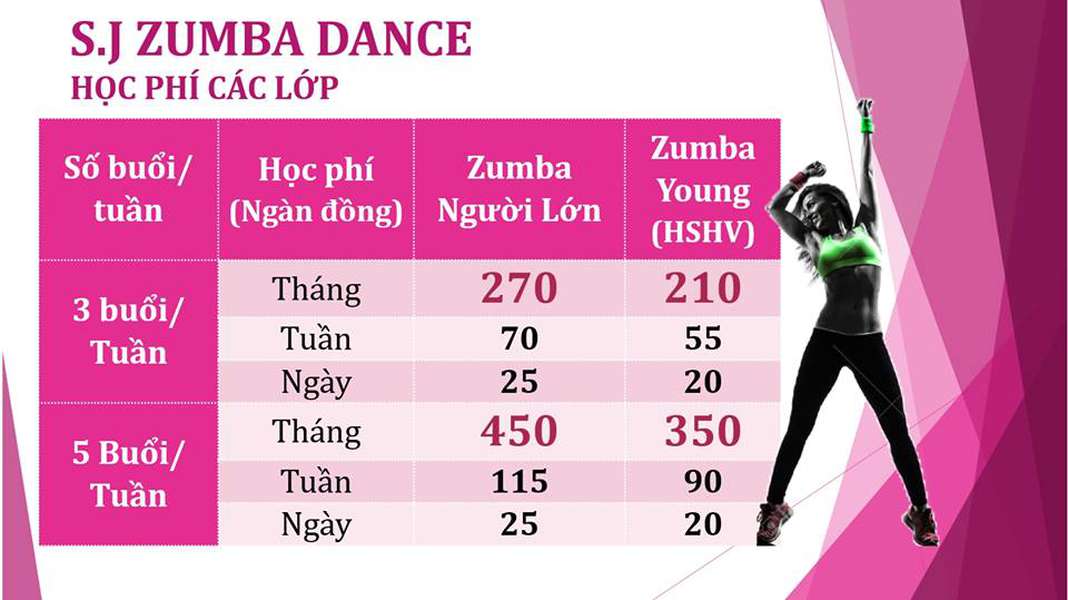 S.J ZUMBA DANCE
HỌC PHÍ CÁC LỚP
Số buổi/
tuần
Học phí
(Ngàn đồng)
Zumba
Người Lớn
Zumba
Young
(HSHV)
3 buổi/
Tuần
Tháng 270 210
Tuần 70 55
Ngày 25 20
5 Buổi/
Tuần
Tháng 450 350
Tuần 115 90
Ngày 25 20